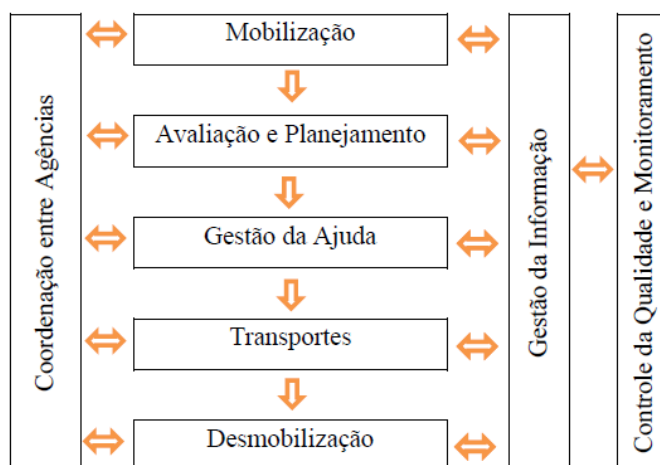 Coordenação entre Agências
Mobilização
Avaliação e Planejamento
Gestão da Ajuda
Transportes
Desmobilização
Gestão da Informação
Controle da Qualidade e Monitoramento